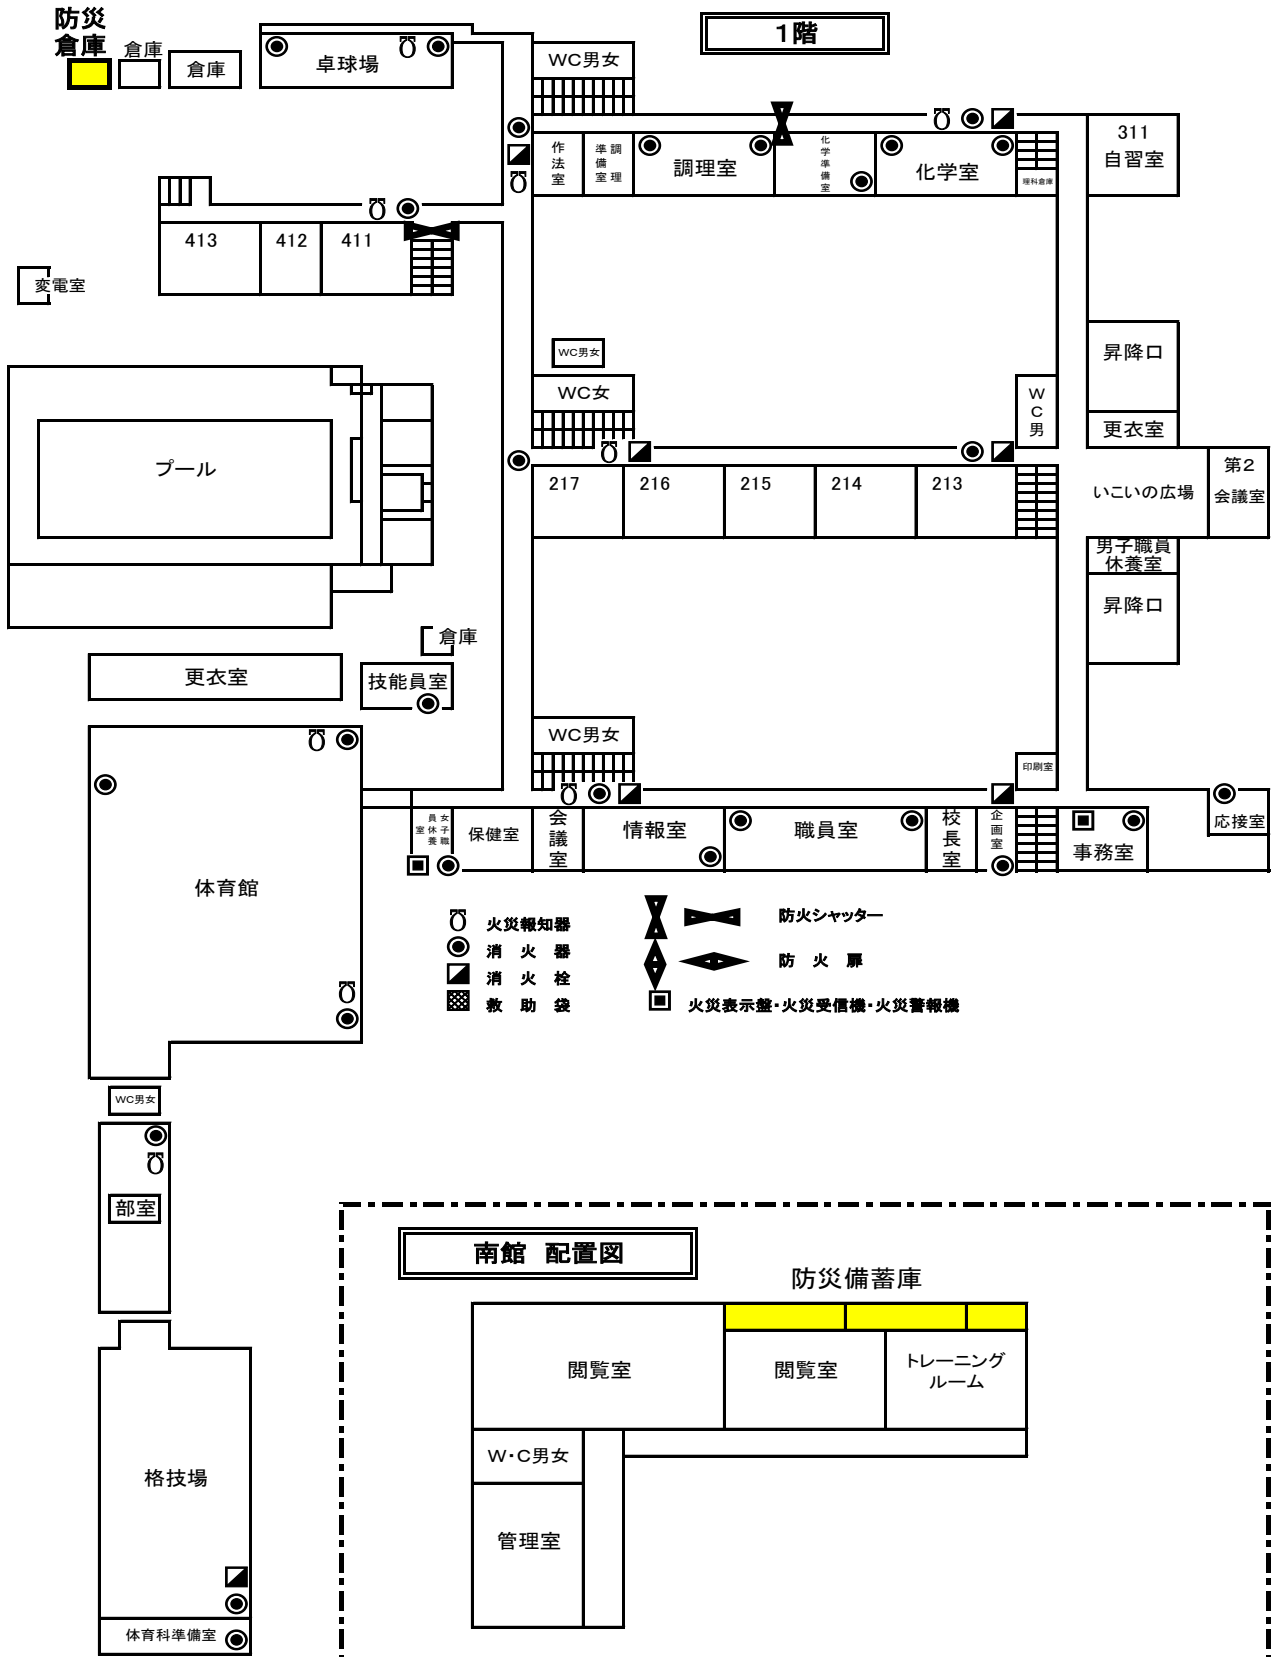 防災
倉庫
倉庫
倉庫
卓球場
1階
WC男女
作法室
調理準備室
調理室
化学準備室
化学室
理科倉庫
311
自習室
413
412
411
変電室
WC男女
WC女
WC男
昇降口
更衣室
プール
217
216
215
214
213
いこいの広場
第2
会議室
男子職員
休養室
昇降口
倉庫
更衣室
技能員室
WC男女
印刷室
女子職員休養室
保健室
会議室
情報室
職員室
校長室
企画室
事務室
応接室
体育館
火災報知器
消 火 器
消 火 栓
救 助 袋
防火シャッター
防 火 扉
火災表示盤・火災受信機・火災警報機
WC男女
部室
南館 配置図
防災備蓄庫
閲覧室
閲覧室
トレーニング
ルーム
W・C男女
管理室
格技場
体育科準備室